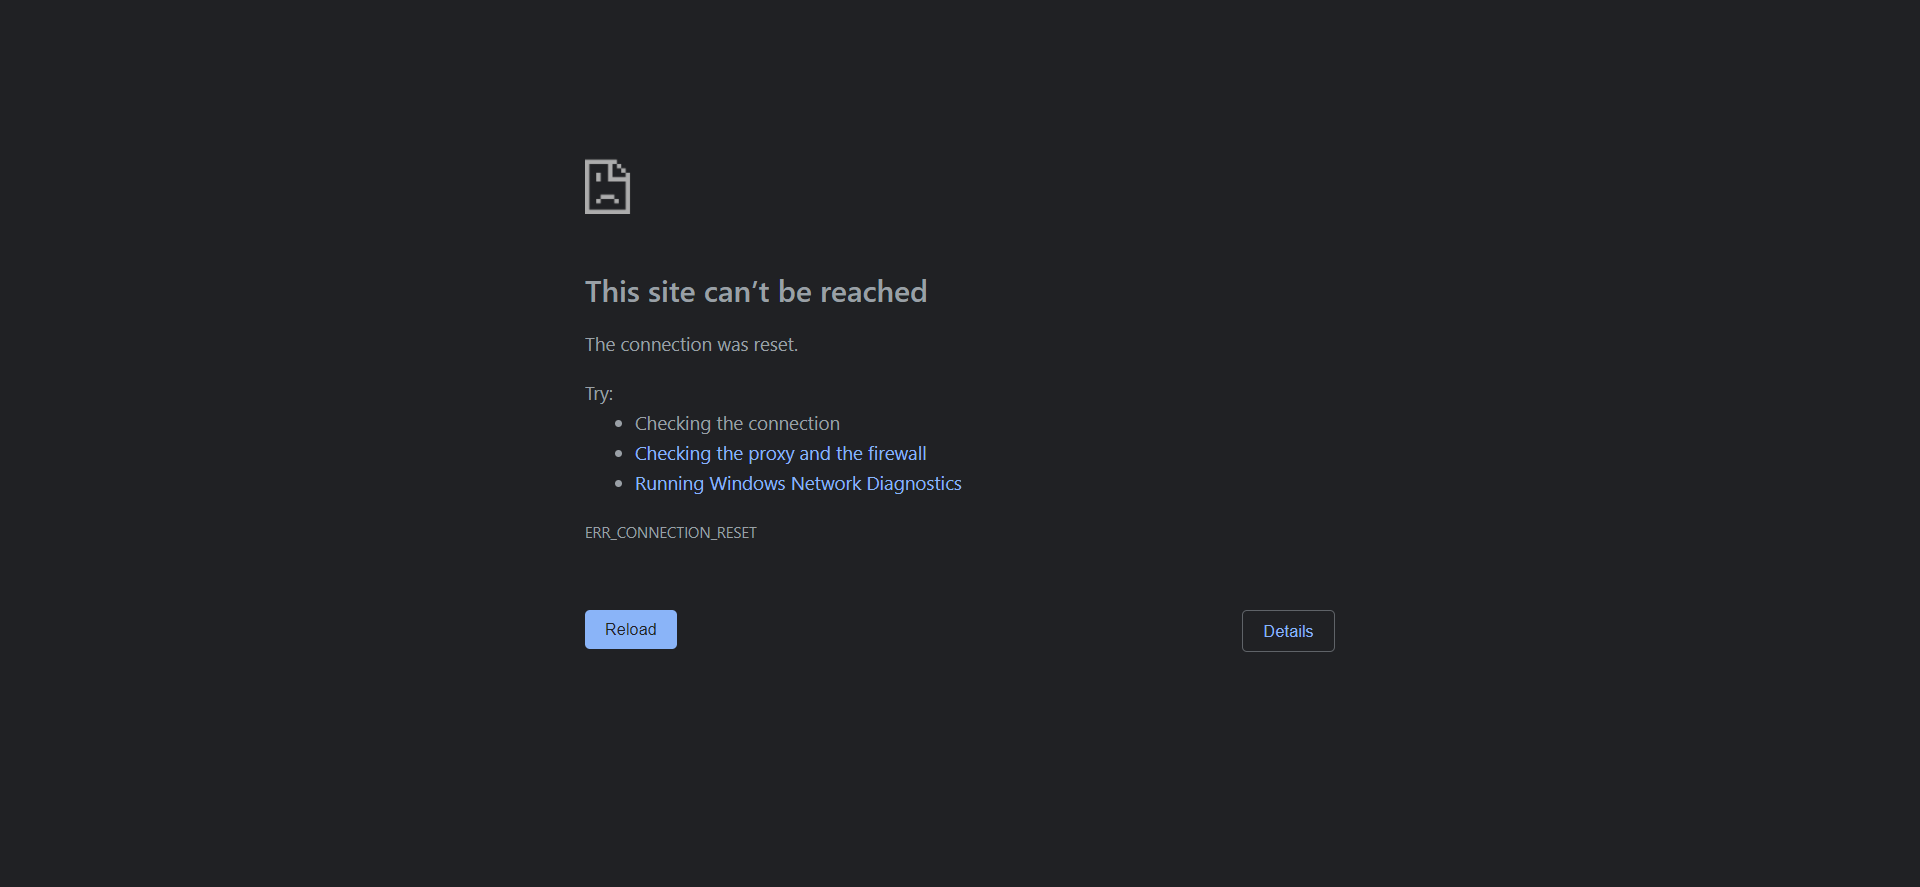 This site can’t be reached
The connection was reset.
Try:
Checking the connection
Checking the proxy and the firewall
Running Windows Network Diagnostics
ERR_CONNECTION_RESET
Reload
Details